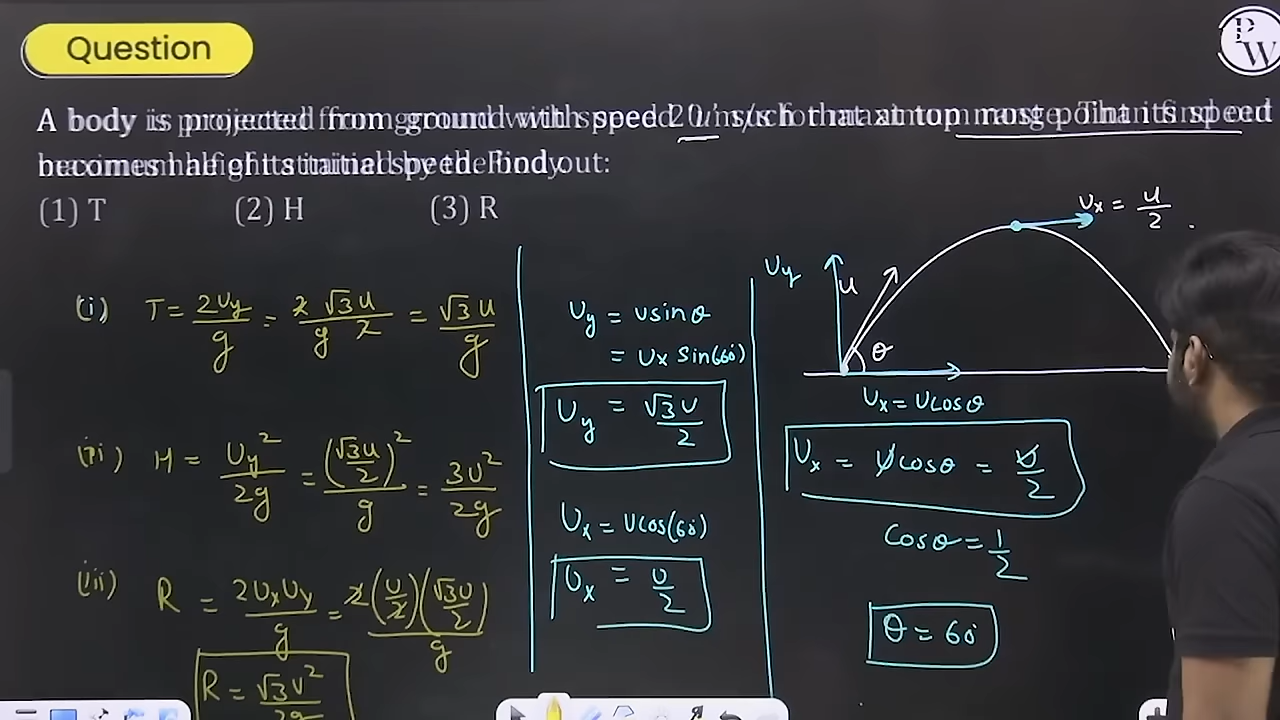 Question
PW
A body is projected from ground with speed 'u' such that at top most point its speed
becomes half of its initial speed. Find out:
(1) T (2) H (3) R
(i) T = 2Uy/g = 2√3u/g2 = √3u/g
(ii) H = Uy²/2g = (√3u/2)²/g = 3u²/2g
(iii) R = 2UxUy/g = 2(u/2)(√3u/2)/g
R = √3u²/2g
Uy = usinθ
= u x sin(60°)
Uy = √3u/2
Ux = ucos(60°)
Ux = u/2
Ux = u/2
Uy
u
θ
Ux = ucosθ
Ux = ucosθ = u/2
cosθ = 1/2
θ = 60°